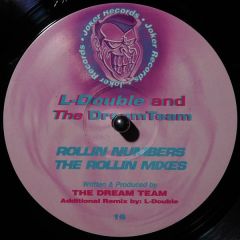 Joker Records • Joker Records • Joker Records •
L-Double and
The DreamTeam
ROLLIN NUMBERS
THE ROLLIN MIXES
Written & Produced by
THE DREAM TEAM
Additional Remix by: L-Double
16